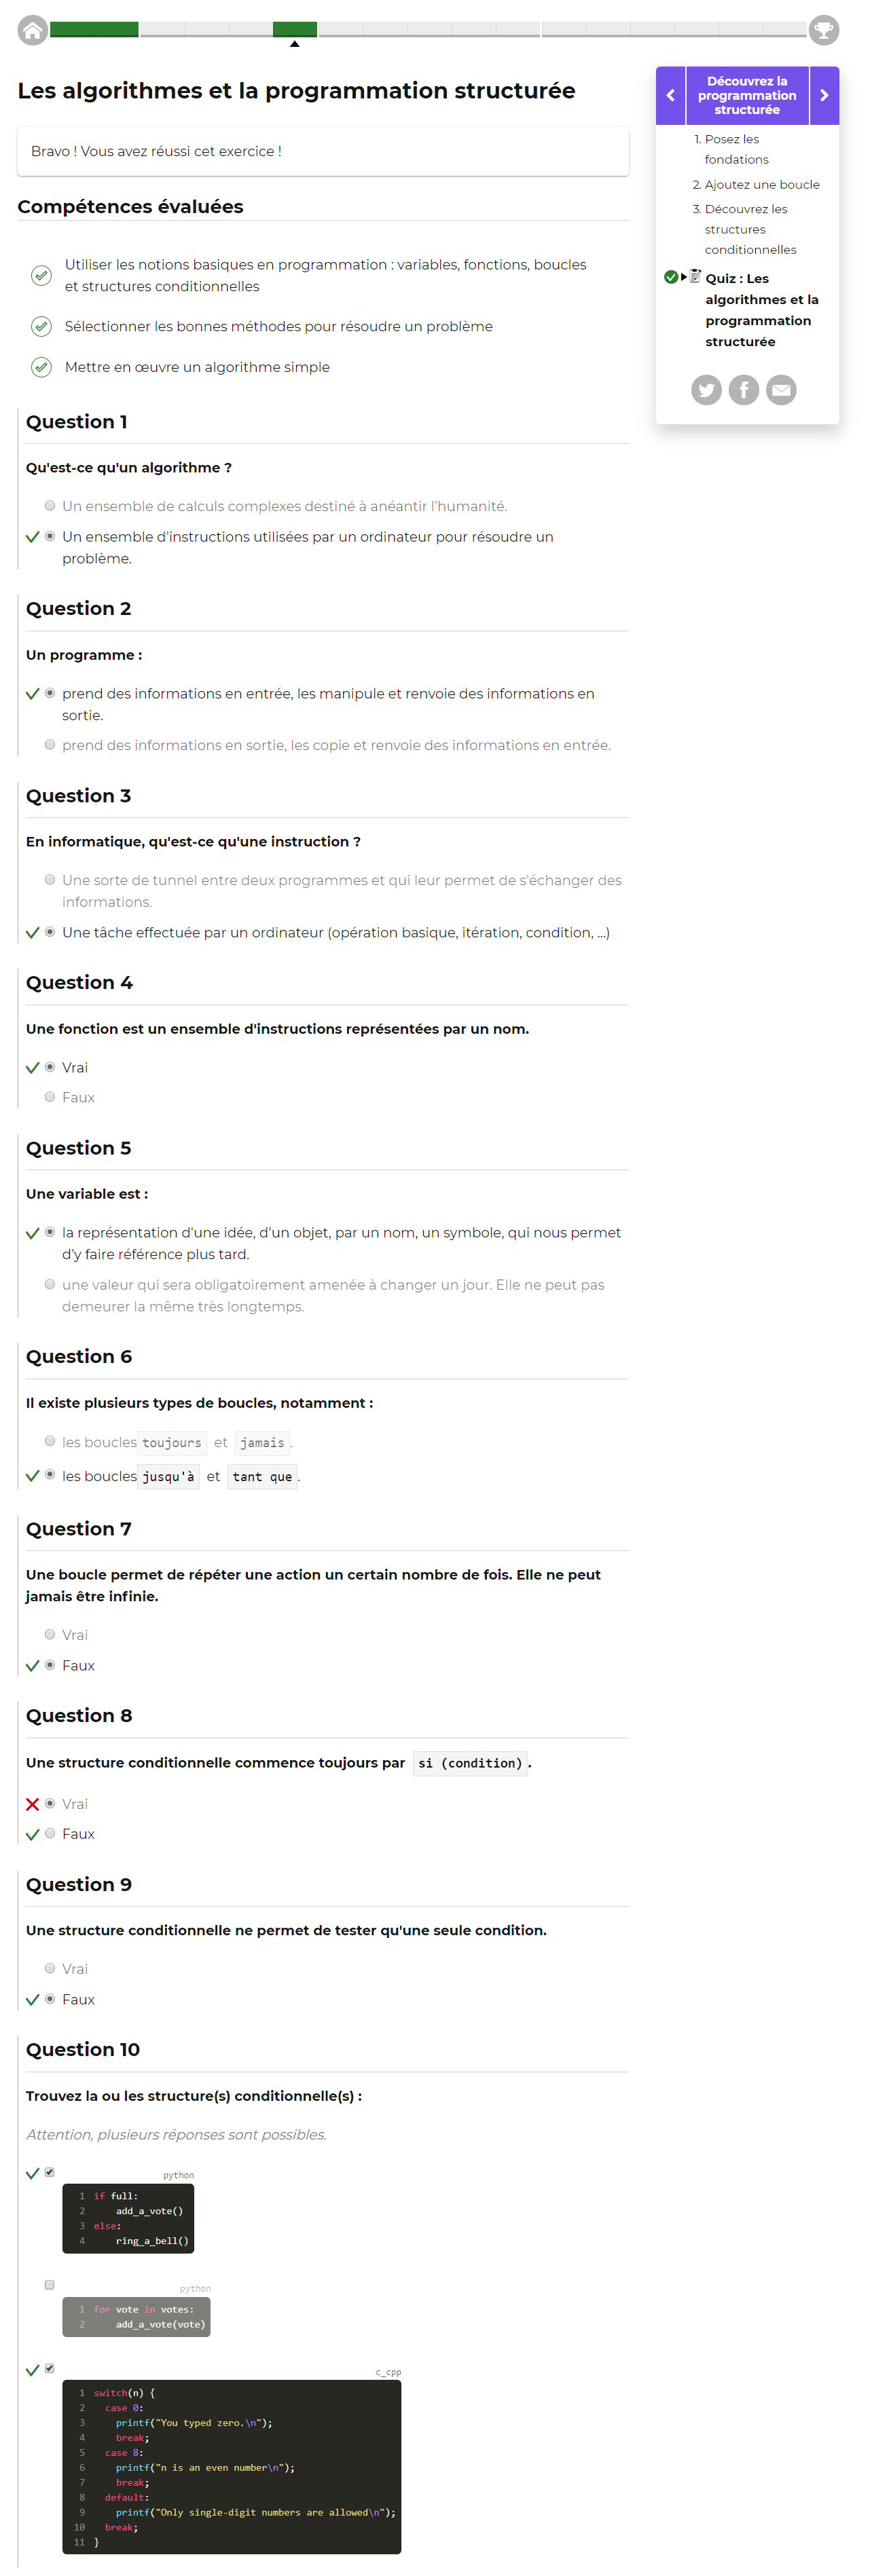 Les algorithmes et la programmation structurée
Bravo ! Vous avez réussi cet exercice !
Compétences évaluées
Utiliser les notions basiques en programmation : variables, fonctions, boucles
et structures conditionnelles
Sélectionner les bonnes méthodes pour résoudre un problème
Mettre en œuvre un algorithme simple
Découvrez la
programmation
structurée
1. Posez les
fondations
2. Ajoutez une boucle
3. Découvrez les
structures
conditionnelles
Quiz : Les
algorithmes et la
programmation
structurée
Question 1
Qu'est-ce qu'un algorithme ?
Un ensemble de calculs complexes destiné à anéantir l'humanité.
Un ensemble d'instructions utilisées par un ordinateur pour résoudre un
problème.
Question 2
Un programme :
prend des informations en entrée, les manipule et renvoie des informations en
sortie.
prend des informations en sortie, les copie et renvoie des informations en entrée.
Question 3
En informatique, qu'est-ce qu'une instruction ?
Une sorte de tunnel entre deux programmes et qui leur permet de s'échanger des
informations.
Une tâche effectuée par un ordinateur (opération basique, itération, condition, ...)
Question 4
Une fonction est un ensemble d'instructions représentées par un nom.
Vrai
Faux
Question 5
Une variable est :
la représentation d'une idée, d'un objet, par un nom, un symbole, qui nous permet
d'y faire référence plus tard.
une valeur qui sera obligatoirement amenée à changer un jour. Elle ne peut pas
demeurer la même très longtemps.
Question 6
Il existe plusieurs types de boucles, notamment :
les boucles toujours et jamais.
les boucles jusqu'à et tant que.
Question 7
Une boucle permet de répéter une action un certain nombre de fois. Elle ne peut
jamais être infinie.
Vrai
Faux
Question 8
Une structure conditionnelle commence toujours par si (condition).
Vrai
Faux
Question 9
Une structure conditionnelle ne permet de tester qu'une seule condition.
Vrai
Faux
Question 10
Trouvez la ou les structure(s) conditionnelle(s) :
Attention, plusieurs réponses sont possibles.
python
1 if full:
2     add_a_vote()
3 else:
4     ring_a_bell()
python
1 for vote in votes:
2     add_a_vote(vote)
c_cpp
1 switch(n) {
2   case 0:
3     printf("You typed zero.\n");
4     break;
5   case 8:
6     printf("n is an even number\n");
7     break;
8   default:
9     printf("Only single-digit numbers are allowed\n");
10   break;
11 }